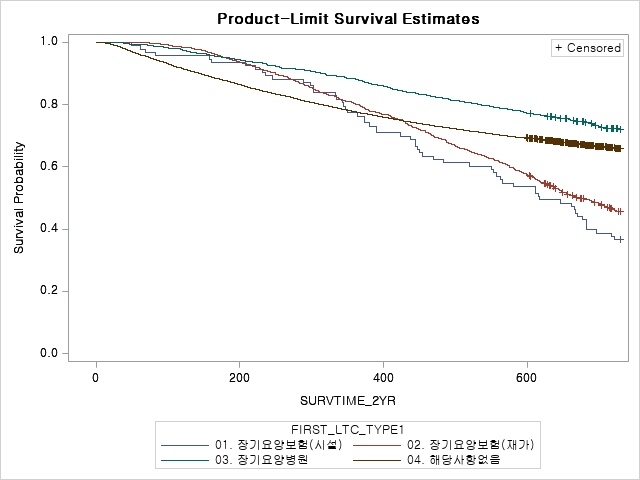 Product-Limit Survival Estimates
+ Censored
1.0
0.8
0.6
0.4
0.2
0.0
Survival Probability
0 200 400 600
SURVTIME_2YR
FIRST_LTC_TYPE1
01. 장기요양보험(시설) 02. 장기요양보험(재가)
03. 장기요양병원 04. 해당사항없음